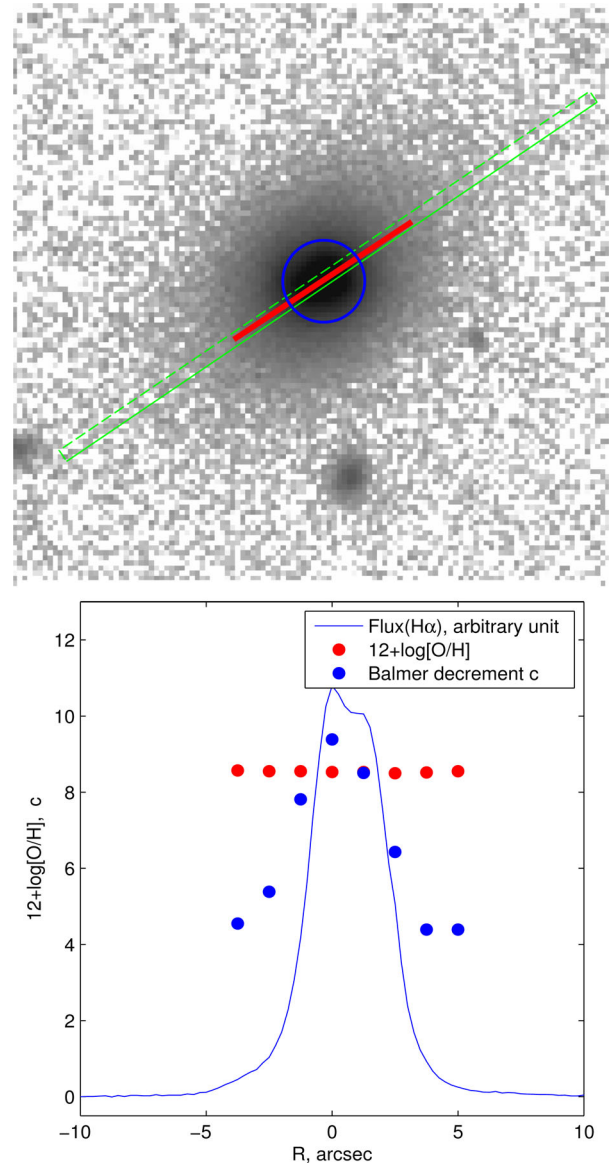 Flux(Hα), arbitrary unit
12+log[O/H]
Balmer decrement c
12+log[O/H], c
12
10
8
6
4
2
0
−10
−5
0
5
10
R, arcsec